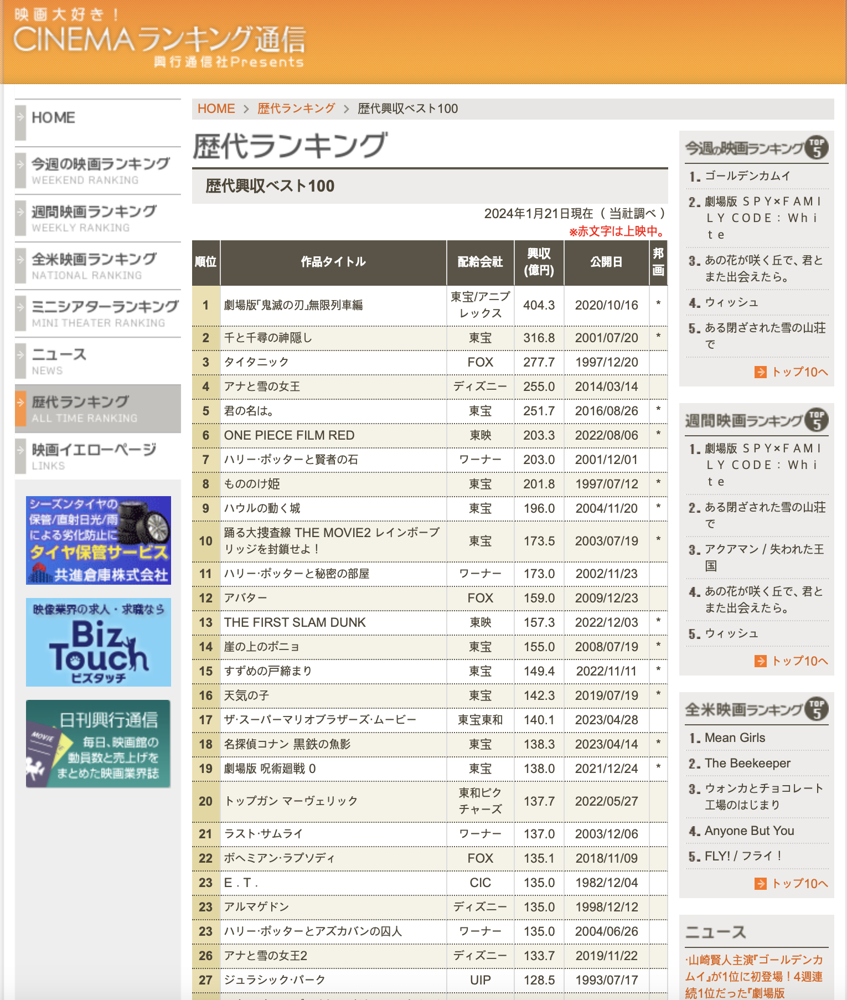 映画大好き！
CINEMAランキング通信
興行通信社Presents
HOME
今週の映画ランキング
WEEKEND RANKING
週間映画ランキング
WEEKLY RANKING
全米映画ランキング
NATIONAL RANKING
ミニシアターランキング
MINI THEATER RANKING
ニュース
NEWS
歴代ランキング
ALL TIME RANKING
映画イエローページ
LINKS
シーズンタイヤの
保管/直射日光/雨
による劣化防止に
タイヤ保管サービス
共進倉庫株式会社
映像業界の求人・求職なら
Biz
Touch
ビズタッチ
日刊興行通信
MOVIE
毎日、映画館の
動員数と売上げを
まとめた映画業界誌
HOME > 歴代ランキング > 歴代興収ベスト100
歴代ランキング
歴代興収ベスト100
2024年1月21日現在（ 当社調べ ）
※赤文字は上映中。
順位 作品タイトル 配給会社 興収(億円) 公開日 邦画
1 劇場版「鬼滅の刃」無限列車編 東宝/アニプレックス 404.3 2020/10/16 *
2 千と千尋の神隠し 東宝 316.8 2001/07/20 *
3 タイタニック FOX 277.7 1997/12/20
4 アナと雪の女王 ディズニー 255.0 2014/03/14
5 君の名は。 東宝 251.7 2016/08/26 *
6 ONE PIECE FILM RED 東映 203.3 2022/08/06 *
7 ハリー・ポッターと賢者の石 ワーナー 203.0 2001/12/01
8 もののけ姫 東宝 201.8 1997/07/12 *
9 ハウルの動く城 東宝 196.0 2004/11/20 *
10 踊る大捜査線 THE MOVIE2 レインボーブリッジを封鎖せよ！ 東宝 173.5 2003/07/19 *
11 ハリー・ポッターと秘密の部屋 ワーナー 173.0 2002/11/23
12 アバター FOX 159.0 2009/12/23
13 THE FIRST SLAM DUNK 東映 157.3 2022/12/03 *
14 崖の上のポニョ 東宝 155.0 2008/07/19 *
15 すずめの戸締まり 東宝 149.4 2022/11/11 *
16 天気の子 東宝 142.3 2019/07/19 *
17 ザ・スーパーマリオブラザーズ・ムービー 東宝東和 140.1 2023/04/28
18 名探偵コナン 黒鉄の魚影 東宝 138.3 2023/04/14 *
19 劇場版 呪術廻戦 0 東宝 138.0 2021/12/24 *
20 トップガン マーヴェリック 東和ピクチャーズ 137.7 2022/05/27
21 ラスト・サムライ ワーナー 137.0 2003/12/06
22 ボヘミアン・ラプソディ FOX 135.1 2018/11/09
23 E．T． CIC 135.0 1982/12/04
23 アルマゲドン ディズニー 135.0 1998/12/12
23 ハリー・ポッターとアズカバンの囚人 ワーナー 135.0 2004/06/26
26 アナと雪の女王2 ディズニー 133.7 2019/11/22
27 ジュラシック・パーク UIP 128.5 1993/07/17
今週の映画ランキング TOP 5
1. ゴールデンカムイ
2. 劇場版 ＳＰＹ×ＦＡＭＩ
ＬＹ ＣＯＤＥ：Ｗｈｉ
ｔｅ
3. あの花が咲く丘で、君と
また出会えたら。
4. ウィッシュ
5. ある閉ざされた雪の山荘
で
トップ10へ
週間映画ランキング TOP 5
1. 劇場版 ＳＰＹ×ＦＡＭＩ
ＬＹ ＣＯＤＥ：Ｗｈｉ
ｔｅ
2. ある閉ざされた雪の山荘
で
3. アクアマン / 失われた王
国
4. あの花が咲く丘で、君と
また出会えたら。
5. ウィッシュ
トップ10へ
全米映画ランキング TOP 5
1. Mean Girls
2. The Beekeeper
3. ウォンカとチョコレート
工場のはじまり
4. Anyone But You
5. FLY! / フライ！
トップ10へ
ニュース
・山崎賢人主演『ゴールデンカ
ムイ』が1位に初登場！4週連
続1位だった『劇場版